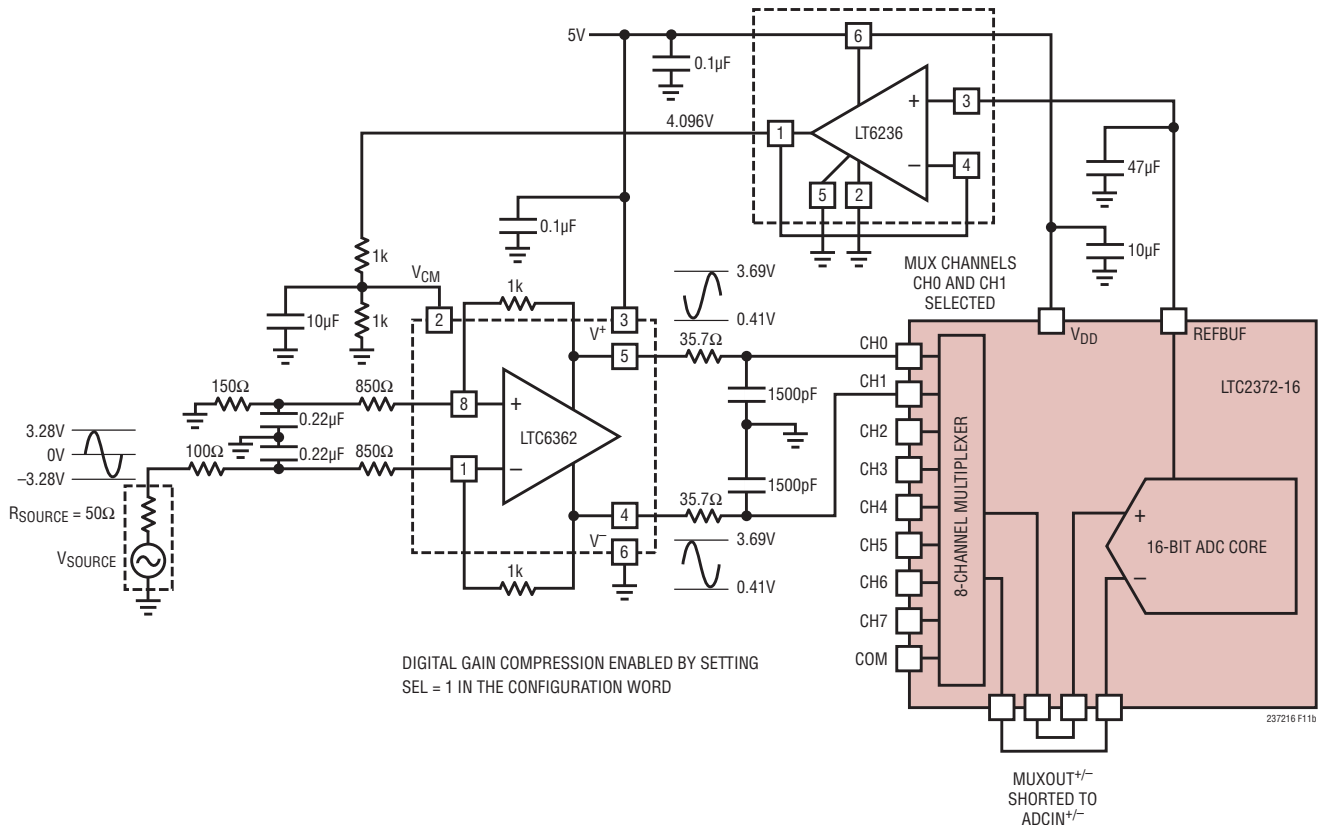 5V
6
0.1µF
4.096V
1
+
3
LT6236
−
4
5
2
47µF
10µF
0.1µF
1k
VCM
10µF
1k
2
1k
3
V+
5
3.69V
0.41V
MUX CHANNELS
CH0 AND CH1
SELECTED
VDD
REFBUF
LTC2372-16
35.7Ω
150Ω
850Ω
8
0.22µF
+
LTC6362
1500pF
3.28V
0V
−3.28V
100Ω
0.22µF
850Ω
1
−
1500pF
RSOURCE = 50Ω
VSOURCE
35.7Ω
4
V−
6
1k
3.69V
0.41V
CH0
CH1
CH2
CH3
CH4
CH5
CH6
CH7
COM
8-CHANNEL MULTIPLEXER
+
16-BIT ADC CORE
−
DIGITAL GAIN COMPRESSION ENABLED BY SETTING
SEL = 1 IN THE CONFIGURATION WORD
237216 F11b
MUXOUT+/−
SHORTED TO
ADCIN+/−